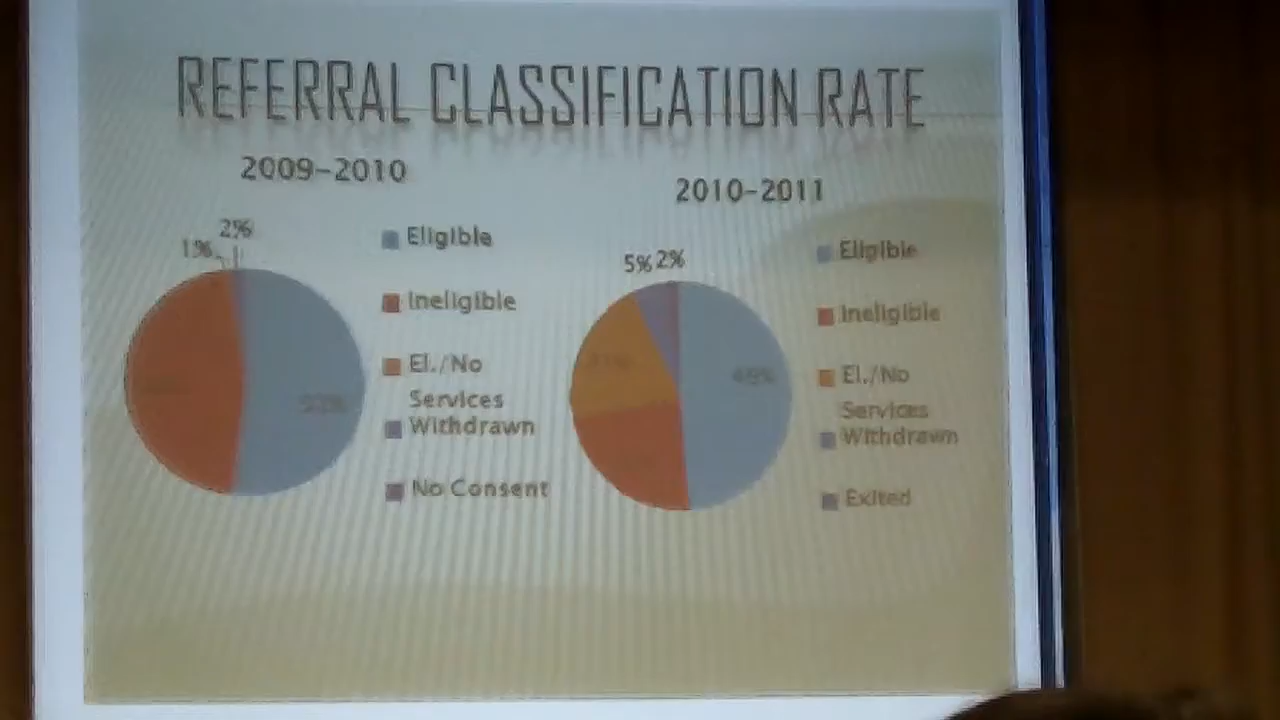 REFERRAL CLASSIFICATION RATE
2009-2010
2%
1%
Eligible
Ineligible
El./No
Services
Withdrawn
No Consent
2010-2011
5% 2%
49%
Eligible
Ineligible
El./No
Services
Withdrawn
Exited